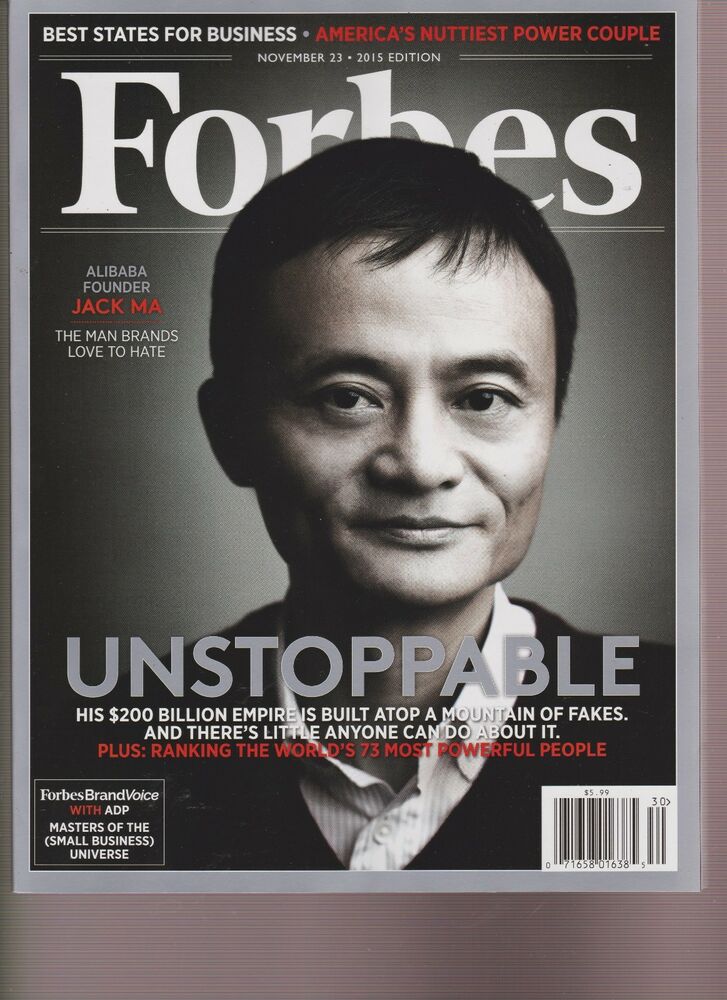 BEST STATES FOR BUSINESS • AMERICA'S NUTTIEST POWER COUPLE
NOVEMBER 23 • 2015 EDITION
Forbes
ALIBABA
FOUNDER
JACK MA
THE MAN BRANDS
LOVE TO HATE
UNSTOPPABLE
HIS $200 BILLION EMPIRE IS BUILT ATOP A MOUNTAIN OF FAKES.
AND THERE'S LITTLE ANYONE CAN DO ABOUT IT.
PLUS: RANKING THE WORLD'S 73 MOST POWERFUL PEOPLE
ForbesBrandVoice
WITH ADP
MASTERS OF THE
(SMALL BUSINESS)
UNIVERSE
$5.99
30>
0 71658 01638 5